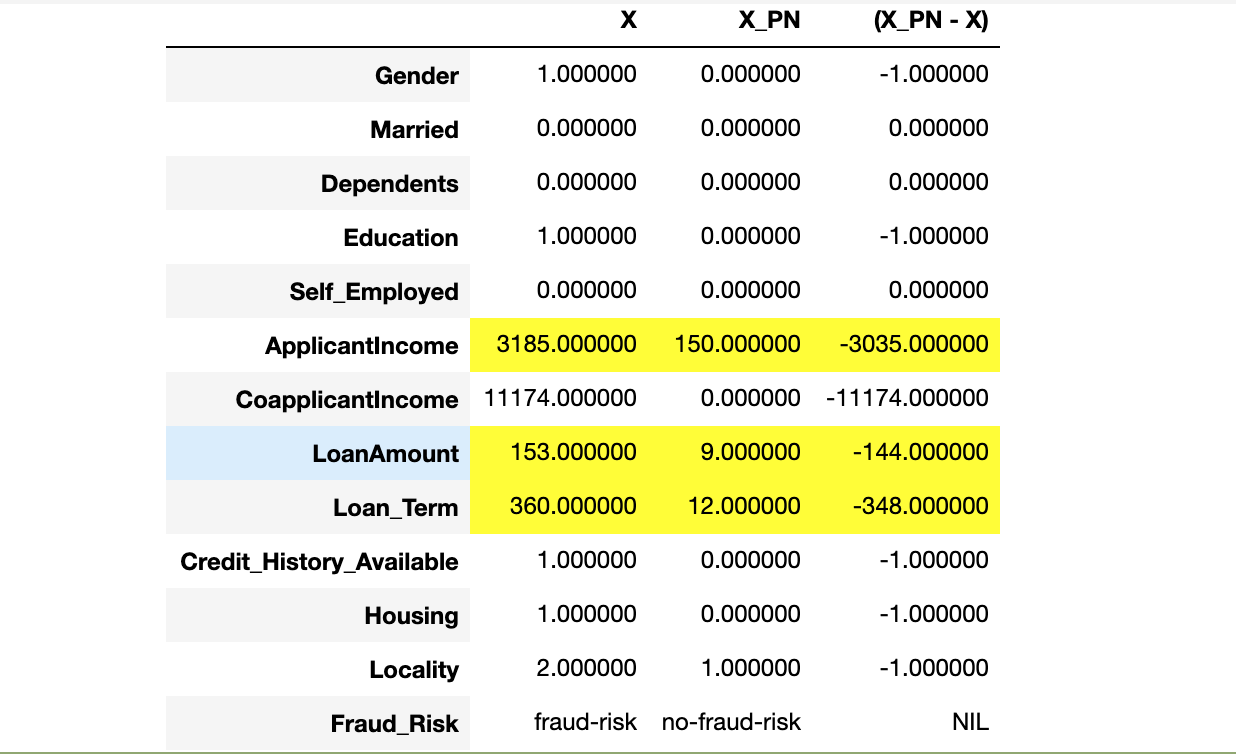 X X_PN (X_PN - X)
Gender 1.000000 0.000000 -1.000000
Married 0.000000 0.000000 0.000000
Dependents 0.000000 0.000000 0.000000
Education 1.000000 0.000000 -1.000000
Self_Employed 0.000000 0.000000 0.000000
ApplicantIncome 3185.000000 150.000000 -3035.000000
CoapplicantIncome 11174.000000 0.000000 -11174.000000
LoanAmount 153.000000 9.000000 -144.000000
Loan_Term 360.000000 12.000000 -348.000000
Credit_History_Available 1.000000 0.000000 -1.000000
Housing 1.000000 0.000000 -1.000000
Locality 2.000000 1.000000 -1.000000
Fraud_Risk fraud-risk no-fraud-risk NIL